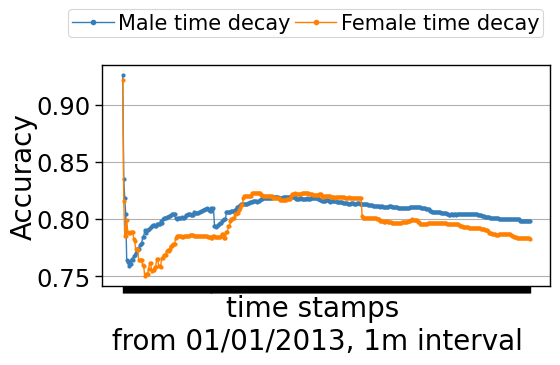 Male time decay Female time decay
0.90
0.85
0.80
0.75
Accuracy
time stamps
from 01/01/2013, 1m interval